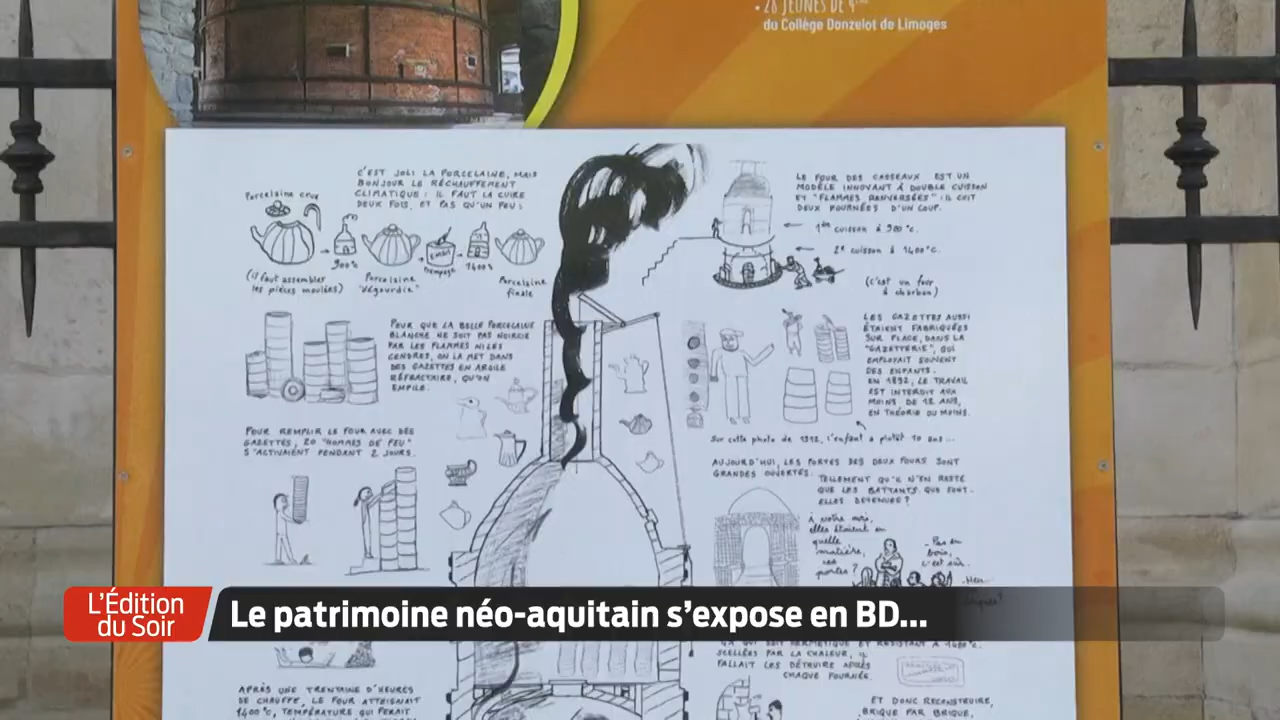 • 28 JEUNES DE 4ème
du Collège Donzelot de Limoges
C'EST JOLI LA PORCELAINE, MAIS
BONJOUR LE RÉCHAUFFEMENT
CLIMATIQUE : IL FAUT LA CUIRE
DEUX FOIS, ET PAS QU'UN PEU :
Porcelaine crue
900°c
Email
trempage
1400°c
(il faut assembler
les pièces moulées)
Porcelaine
"dégourdie"
Porcelaine
finale
LE FOUR DES CASSEAUX EST UN
MODÈLE INNOVANT À DOUBLE CUISSON
ET "FLAMMES RENVERSÉES" : IL CUIT
DEUX FOURNÉES D'UN COUP.
1ère cuisson à 900°c.
2e cuisson à 1400°c.
(c'est un four
à charbon)
POUR QUE LA BELLE PORCELAINE
BLANCHE NE SOIT PAS NOIRCIE
PAR LES FLAMMES NI LES
CENDRES, ON LA MET DANS
DES GAZETTES EN ARGILE
RÉFRACTAIRE, QU'ON
EMPILE.
LES GAZETTES AUSSI
ÉTAIENT FABRIQUÉES
SUR PLACE, DANS LA
"GAZETTERIE", QUI
EMPLOYAIT SOUVENT
DES ENFANTS.
EN 1892, LE TRAVAIL
EST INTERDIT AUX
MOINS DE 12 ANS,
EN THÉORIE DU MOINS.
Sur cette photo de 1912, l'enfant a plutôt 10 ans...
POUR REMPLIR LE FOUR AVEC DES
GAZETTES, 20 "HOMMES DE FEU"
S'ACTIVAIENT PENDANT 2 JOURS.
AUJOURD'HUI, LES PORTES DES DEUX FOURS SONT
GRANDES OUVERTES.
TELLEMENT QU'IL N'EN RESTE
QUE LES BATTANTS. QUE SONT-
ELLES DEVENUES ?
à votre avis,
elles étaient en
quelle
matière,
ces
portes ?
- Pas en
bois,
c'est sûr.
- Heu...
L'Édition
du Soir
Le patrimoine néo-aquitain s'expose en BD...
ÇA QUI SOIT HERMÉTIQUE ET RÉSISTANT À 1400°C.
SCELLÉES PAR LA CHALEUR, IL
FALLAIT LES DÉTRUIRE APRÈS
CHAQUE FOURNÉE.
APRÈS UNE TRENTAINE D'HEURES
DE CHAUFFE, LE FOUR ATTEIGNAIT
1400°C, TEMPÉRATURE QUI FERAIT
ET DONC RECONSTRUIRE,
BRIQUE PAR BRIQUE,